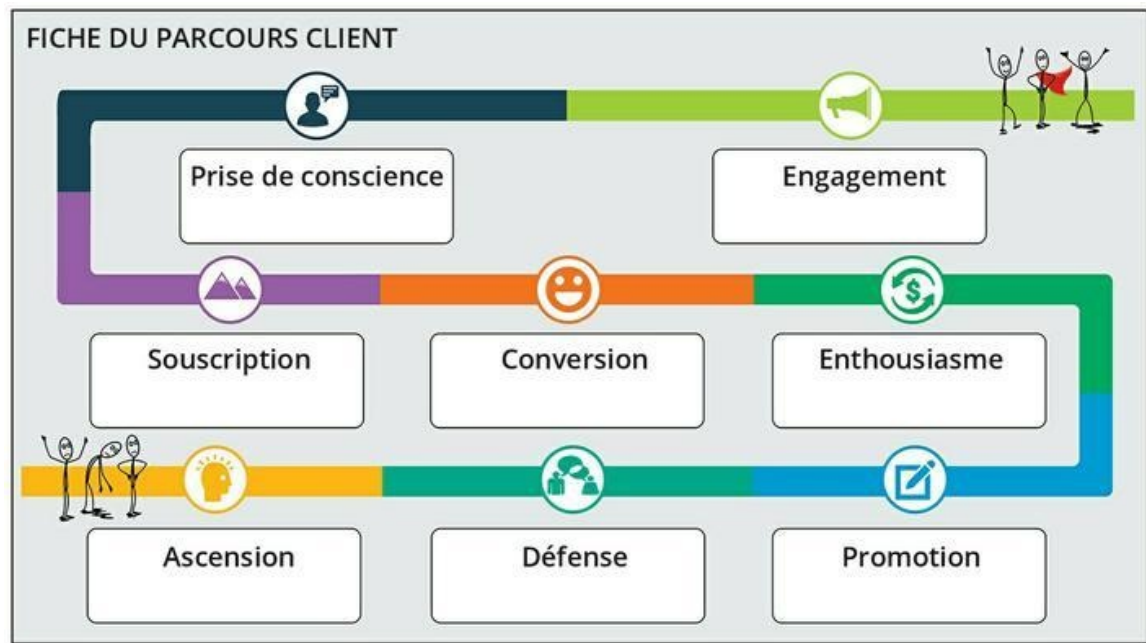 FICHE DU PARCOURS CLIENT
Prise de conscience
Engagement
Souscription
Conversion
Enthousiasme
Ascension
Défense
Promotion